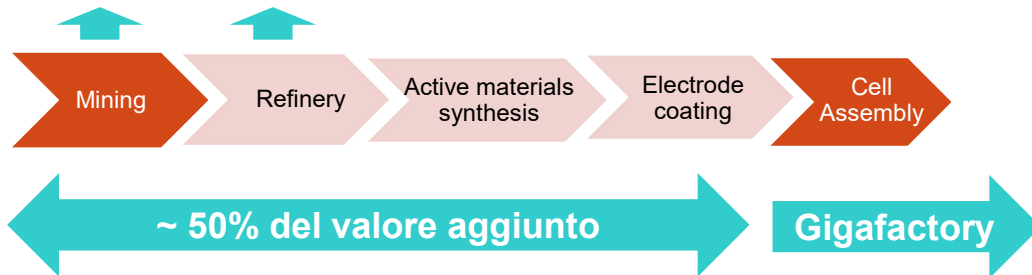 Mining
Refinery
Active materials
synthesis
Electrode
coating
Cell
Assembly
~ 50% del valore aggiunto
Gigafactory